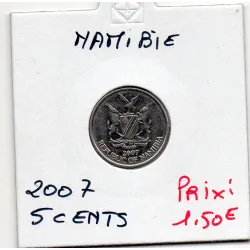 NAMIBIE
2007
REPUBLIC OF NAMIBIA
2007
5 CENTS
PRIX:
1.50€